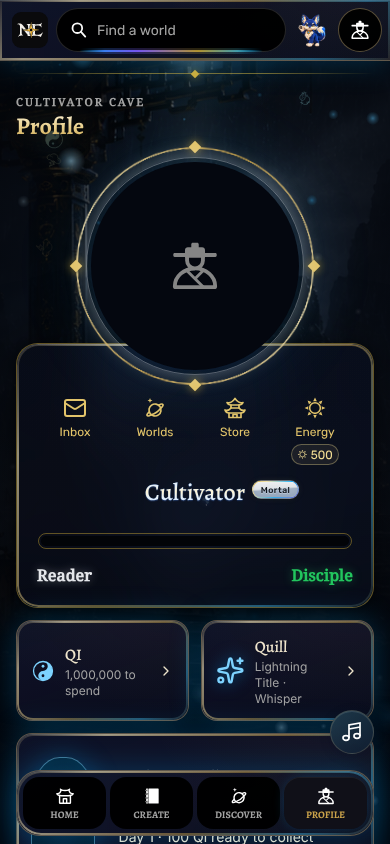 NE
Find a world
CULTIVATOR CAVE
Profile
Inbox
Worlds
Store
Energy
500
Cultivator
Mortal
Reader
Disciple
QI
1,000,000 to
spend
Quill
Lightning
Title ·
Whisper
HOME
CREATE
DISCOVER
PROFILE
Day 1 · 100 Qi ready to collect